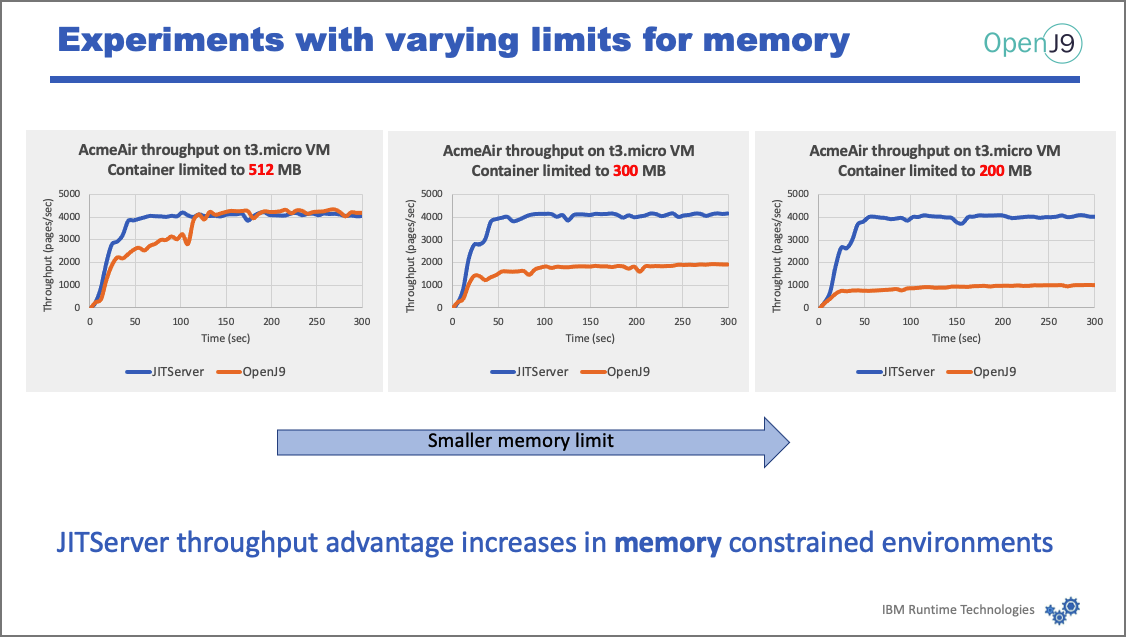 Experiments with varying limits for memory
OpenJ9
AcmeAir throughput on t3.micro VM
Container limited to 512 MB
Throughput (pages/sec)
5000
4000
3000
2000
1000
0
0 50 100 150 200 250 300
Time (sec)
JITServer OpenJ9
AcmeAir throughput on t3.micro VM
Container limited to 300 MB
Throughput (pages/sec)
5000
4000
3000
2000
1000
0
0 50 100 150 200 250 300
Time (sec)
JITServer OpenJ9
AcmeAir throughput on t3.micro VM
Container limited to 200 MB
Throughput (pages/sec)
5000
4000
3000
2000
1000
0
0 50 100 150 200 250 300
Time (sec)
JITServer OpenJ9
Smaller memory limit
JITServer throughput advantage increases in memory constrained environments
IBM Runtime Technologies